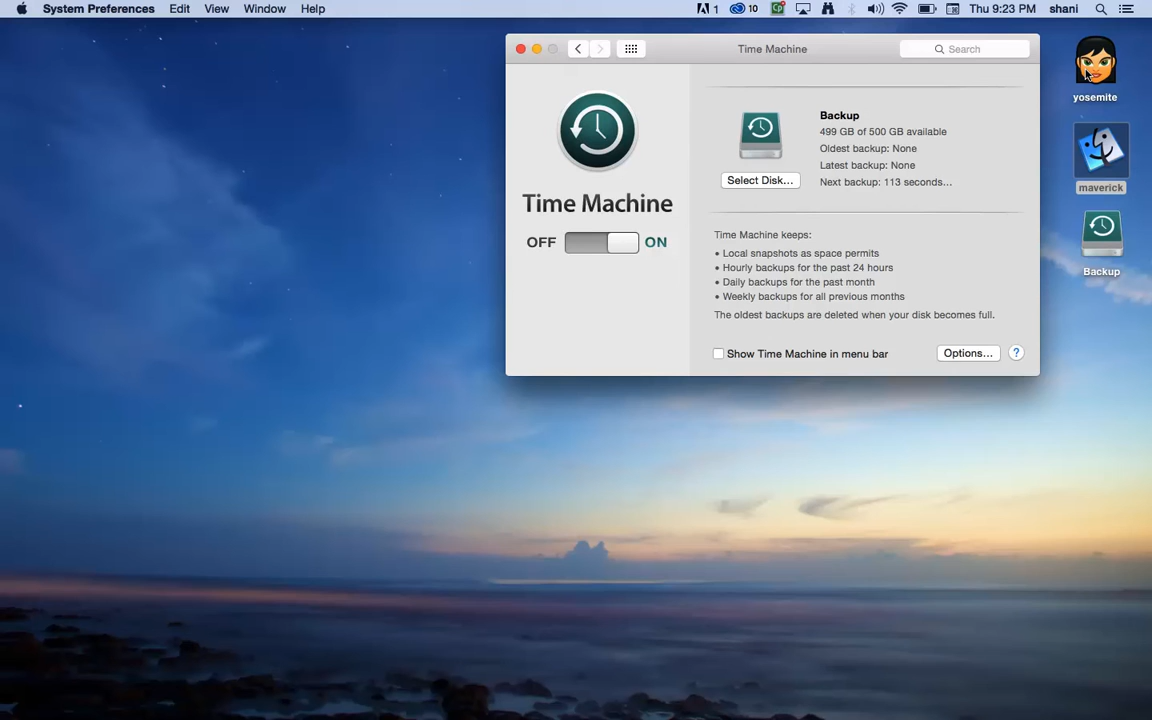 System Preferences Edit View Window Help 1 10 Thu 9:23 PM shani
Time Machine
Search
yosemite
maverick
Backup
Time Machine
OFF ON
Backup
499 GB of 500 GB available
Oldest backup: None
Latest backup: None
Next backup: 113 seconds...
Select Disk...
Time Machine keeps:
• Local snapshots as space permits
• Hourly backups for the past 24 hours
• Daily backups for the past month
• Weekly backups for all previous months
The oldest backups are deleted when your disk becomes full.
Show Time Machine in menu bar
Options... ?